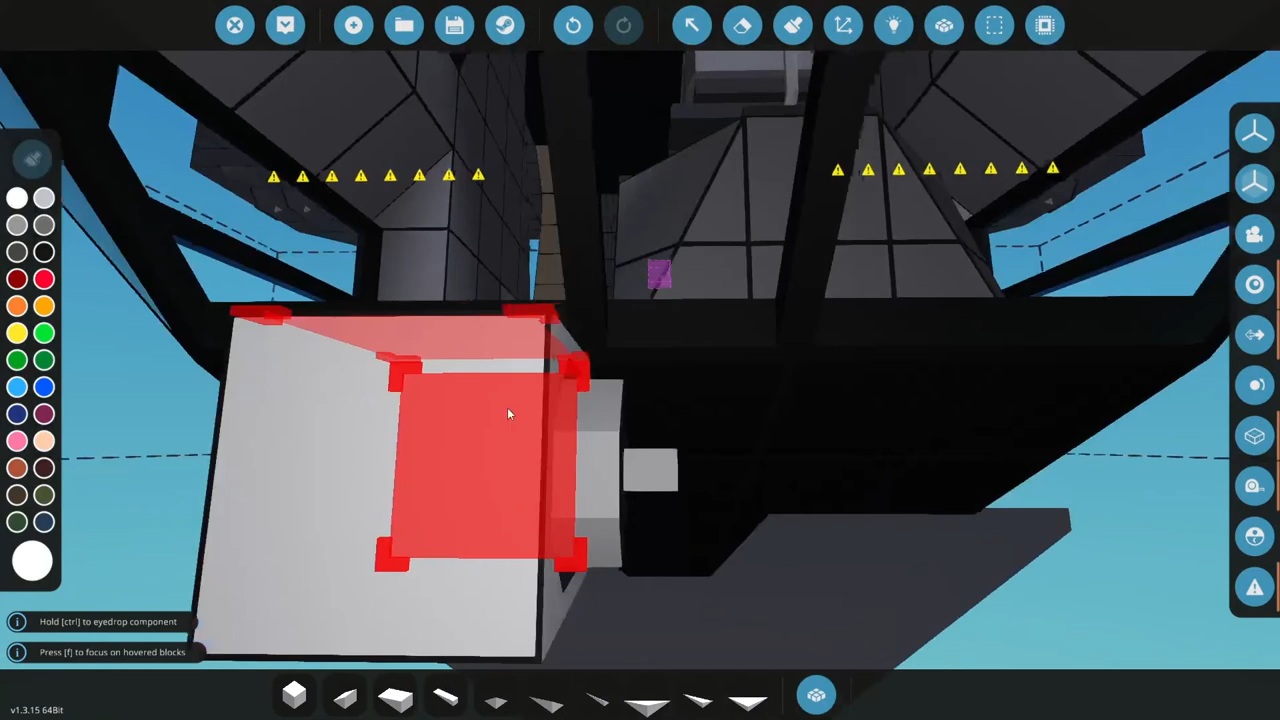 Hold [ctrl] to eyedrop component
Press [f] to focus on hovered blocks
v1.3.15 64Bit